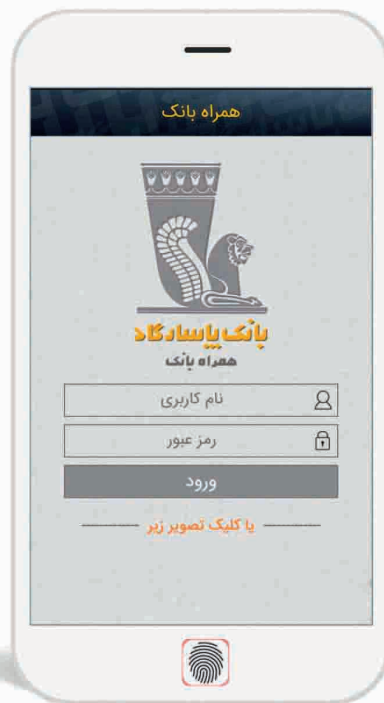 همراه بانک
بانک پاسارگاد
همراه بانک
نام کاربری
رمز عبور
ورود
یا کلیک تصویر زیر